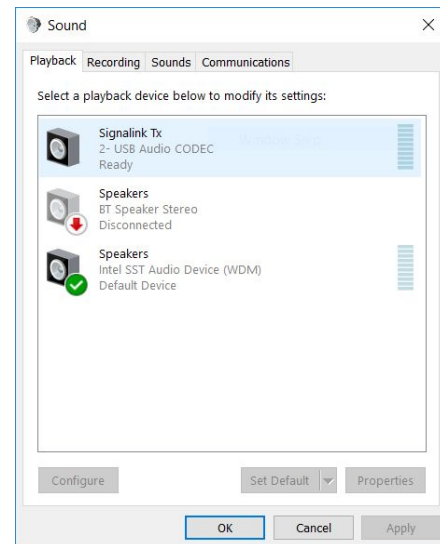 Sound
Playback Recording Sounds Communications
Select a playback device below to modify its settings:
Signalink Tx
2- USB Audio CODEC
Ready
Speakers
BT Speaker Stereo
Disconnected
Speakers
Intel SST Audio Device (WDM)
Default Device
Configure Set Default Properties
OK Cancel Apply